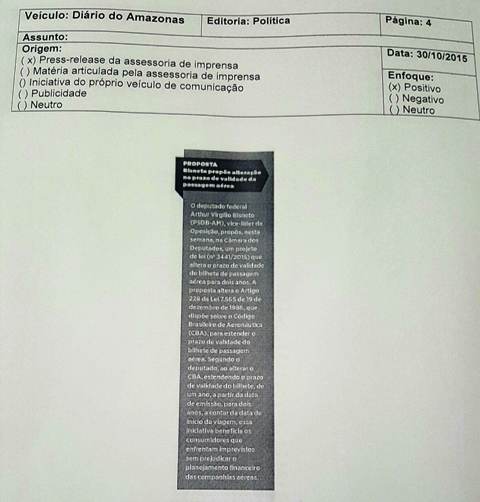 Veículo: Diário do Amazonas
Editoria: Política
Página: 4
Assunto:
Origem:
( x) Press-release da assessoria de imprensa
( ) Matéria articulada pela assessoria de imprensa
() Iniciativa do próprio veículo de comunicação
( ) Publicidade
( ) Neutro
Data: 30/10/2015
Enfoque:
(x) Positivo
( ) Negativo
( ) Neutro
PROPOSTA
Bisneto propõe alteração
no prazo de validade da
passagem aérea
O deputado federal
Arthur Virgílio Bisneto
(PSDB-AM), vice-líder da
Oposição, propôs, nesta
semana, na Câmara dos
Deputados, um projeto
de lei (nº 3441/2015) que
altera o prazo de validade
do bilhete de passagem
aérea para dois anos. A
proposta altera o Artigo
228 da Lei 7.565 de 19 de
dezembro de 1986, que
dispõe sobre o Código
Brasileiro de Aeronáutica
(CBA), para estender o
prazo de validade do
bilhete de passagem
aérea. Segundo o
deputado, ao alterar o
CBA, estendendo o prazo
de validade do bilhete, de
um ano, a partir da data
de emissão, para dois
anos, a contar da data de
início da viagem, essa
iniciativa beneficia os
consumidores que
enfrentam imprevistos
sem prejudicar o
planejamento financeiro
das companhias aéreas.